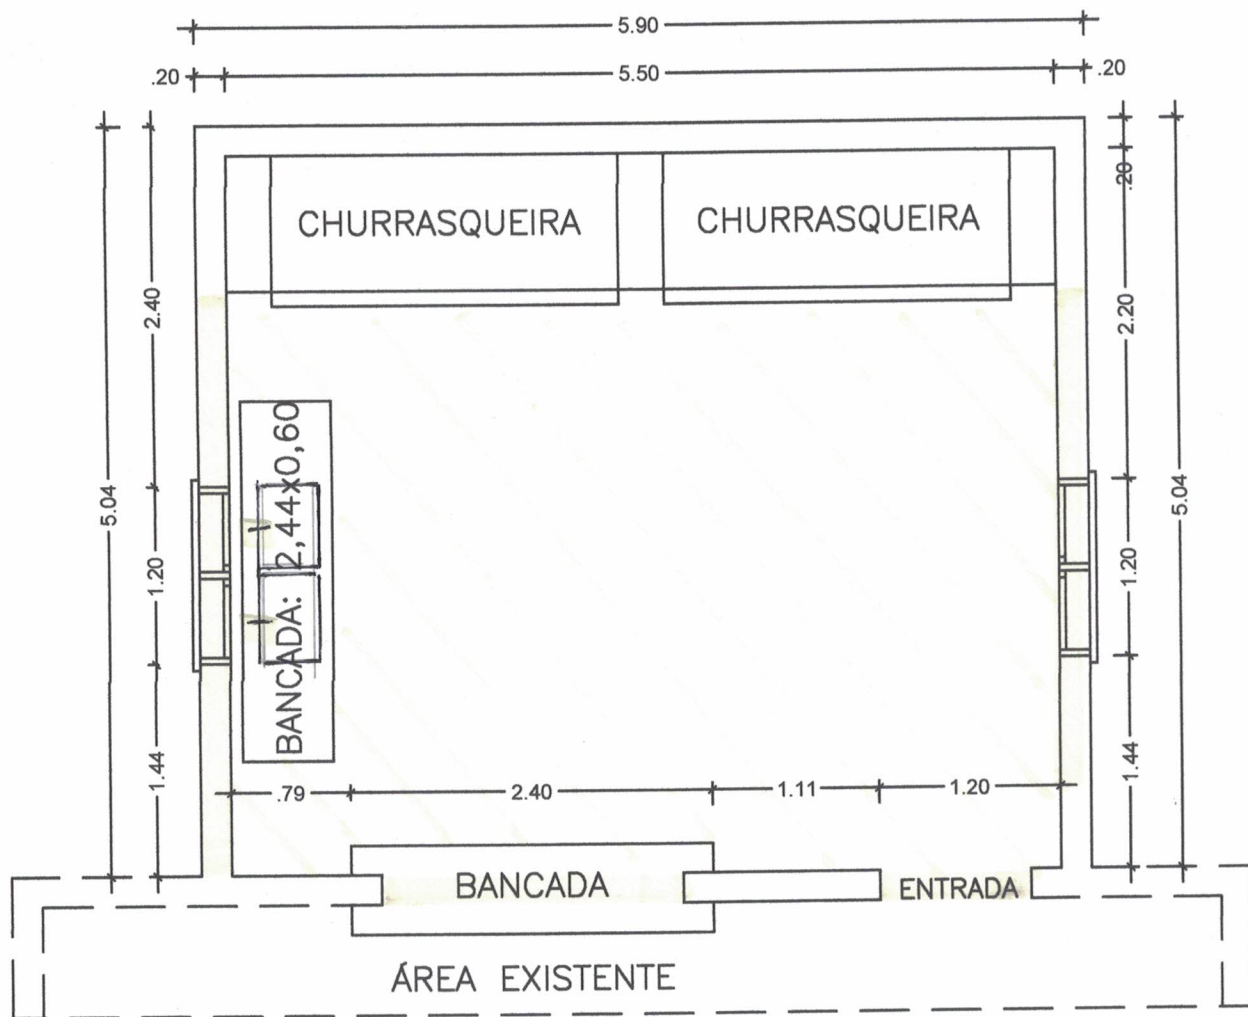 5.90
.20
5.50
.20
CHURRASQUEIRA
CHURRASQUEIRA
.20
2.40
2.20
5.04
5.04
BANCADA: 2,44x0,60
1.20
1.20
1.44
1.44
.79
2.40
1.11
1.20
BANCADA
ENTRADA
ÁREA EXISTENTE